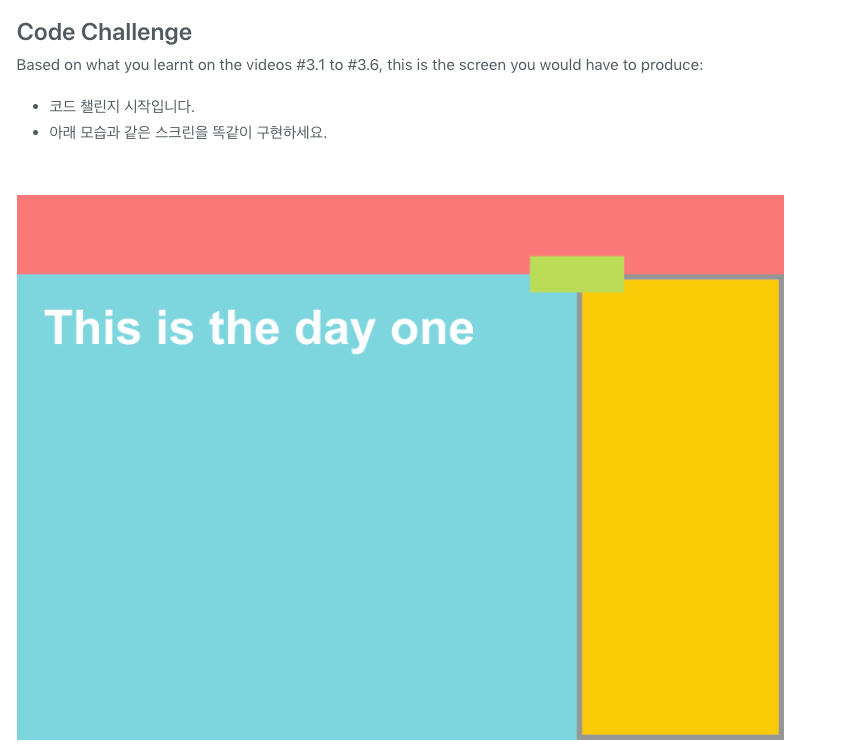 Code Challenge
Based on what you learnt on the videos #3.1 to #3.6, this is the screen you would have to produce:
코드 챌린지 시작입니다.
아래 모습과 같은 스크린을 똑같이 구현하세요.
This is the day one